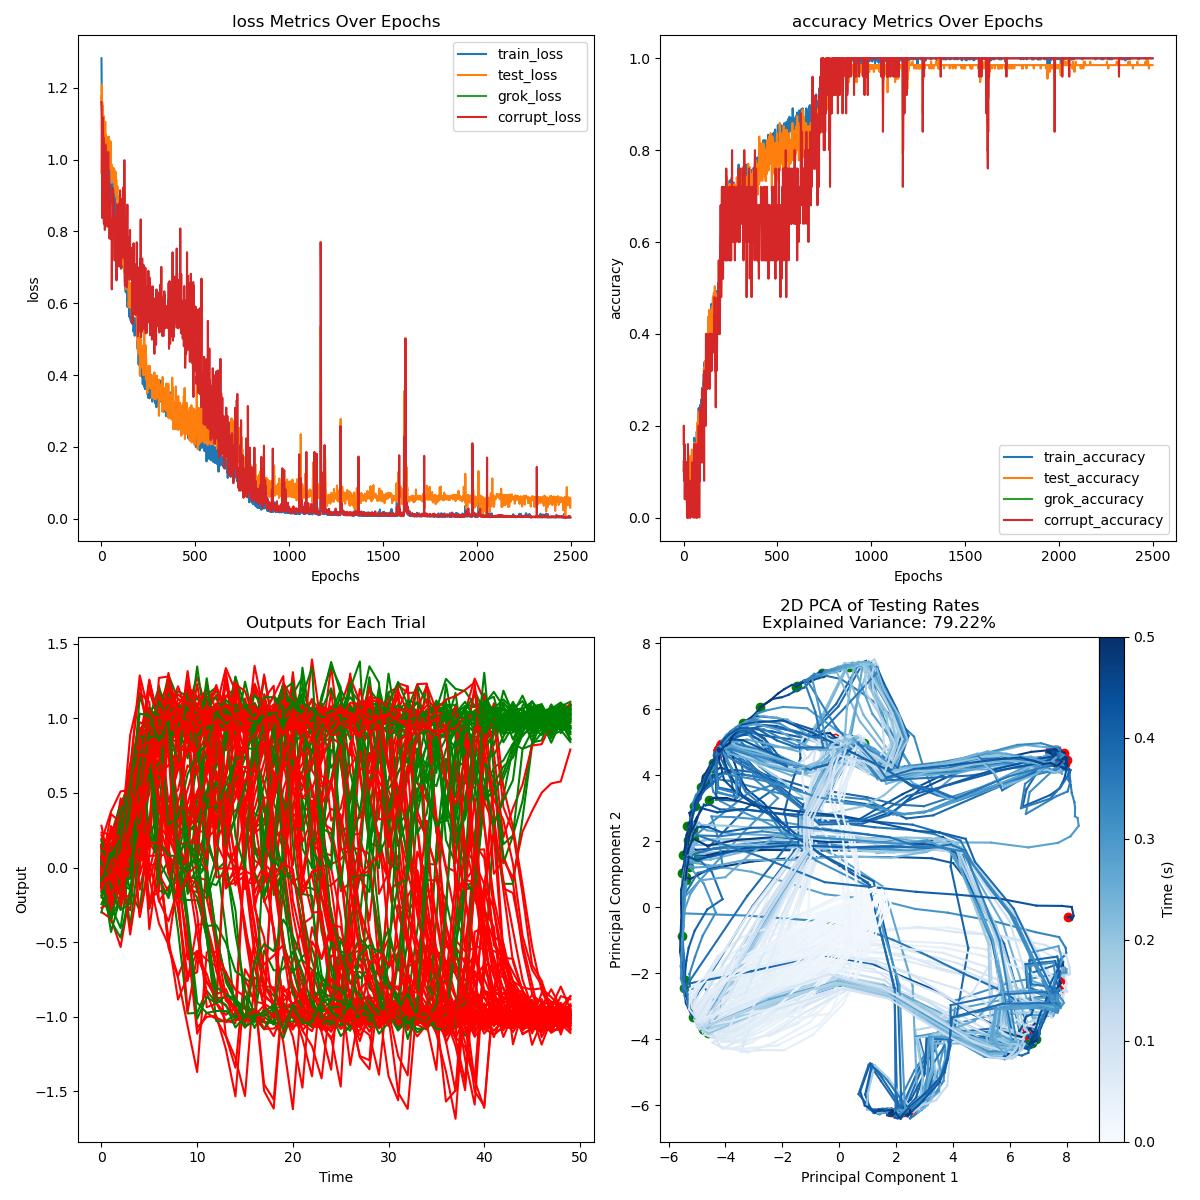 loss Metrics Over Epochs
1.2
1.0
0.8
0.6
0.4
0.2
0.0
loss
0
500
1000
1500
2000
2500
Epochs
train_loss
test_loss
grok_loss
corrupt_loss
accuracy Metrics Over Epochs
1.0
0.8
0.6
0.4
0.2
0.0
accuracy
0
500
1000
1500
2000
2500
Epochs
train_accuracy
test_accuracy
grok_accuracy
corrupt_accuracy
Outputs for Each Trial
1.5
1.0
0.5
0.0
−0.5
−1.0
−1.5
Output
0
10
20
30
40
50
Time
2D PCA of Testing Rates
Explained Variance: 79.22%
8
6
4
2
0
−2
−4
−6
Principal Component 2
−6
−4
−2
0
2
4
6
8
Principal Component 1
0.5
0.4
0.3
0.2
0.1
0.0
Time (s)